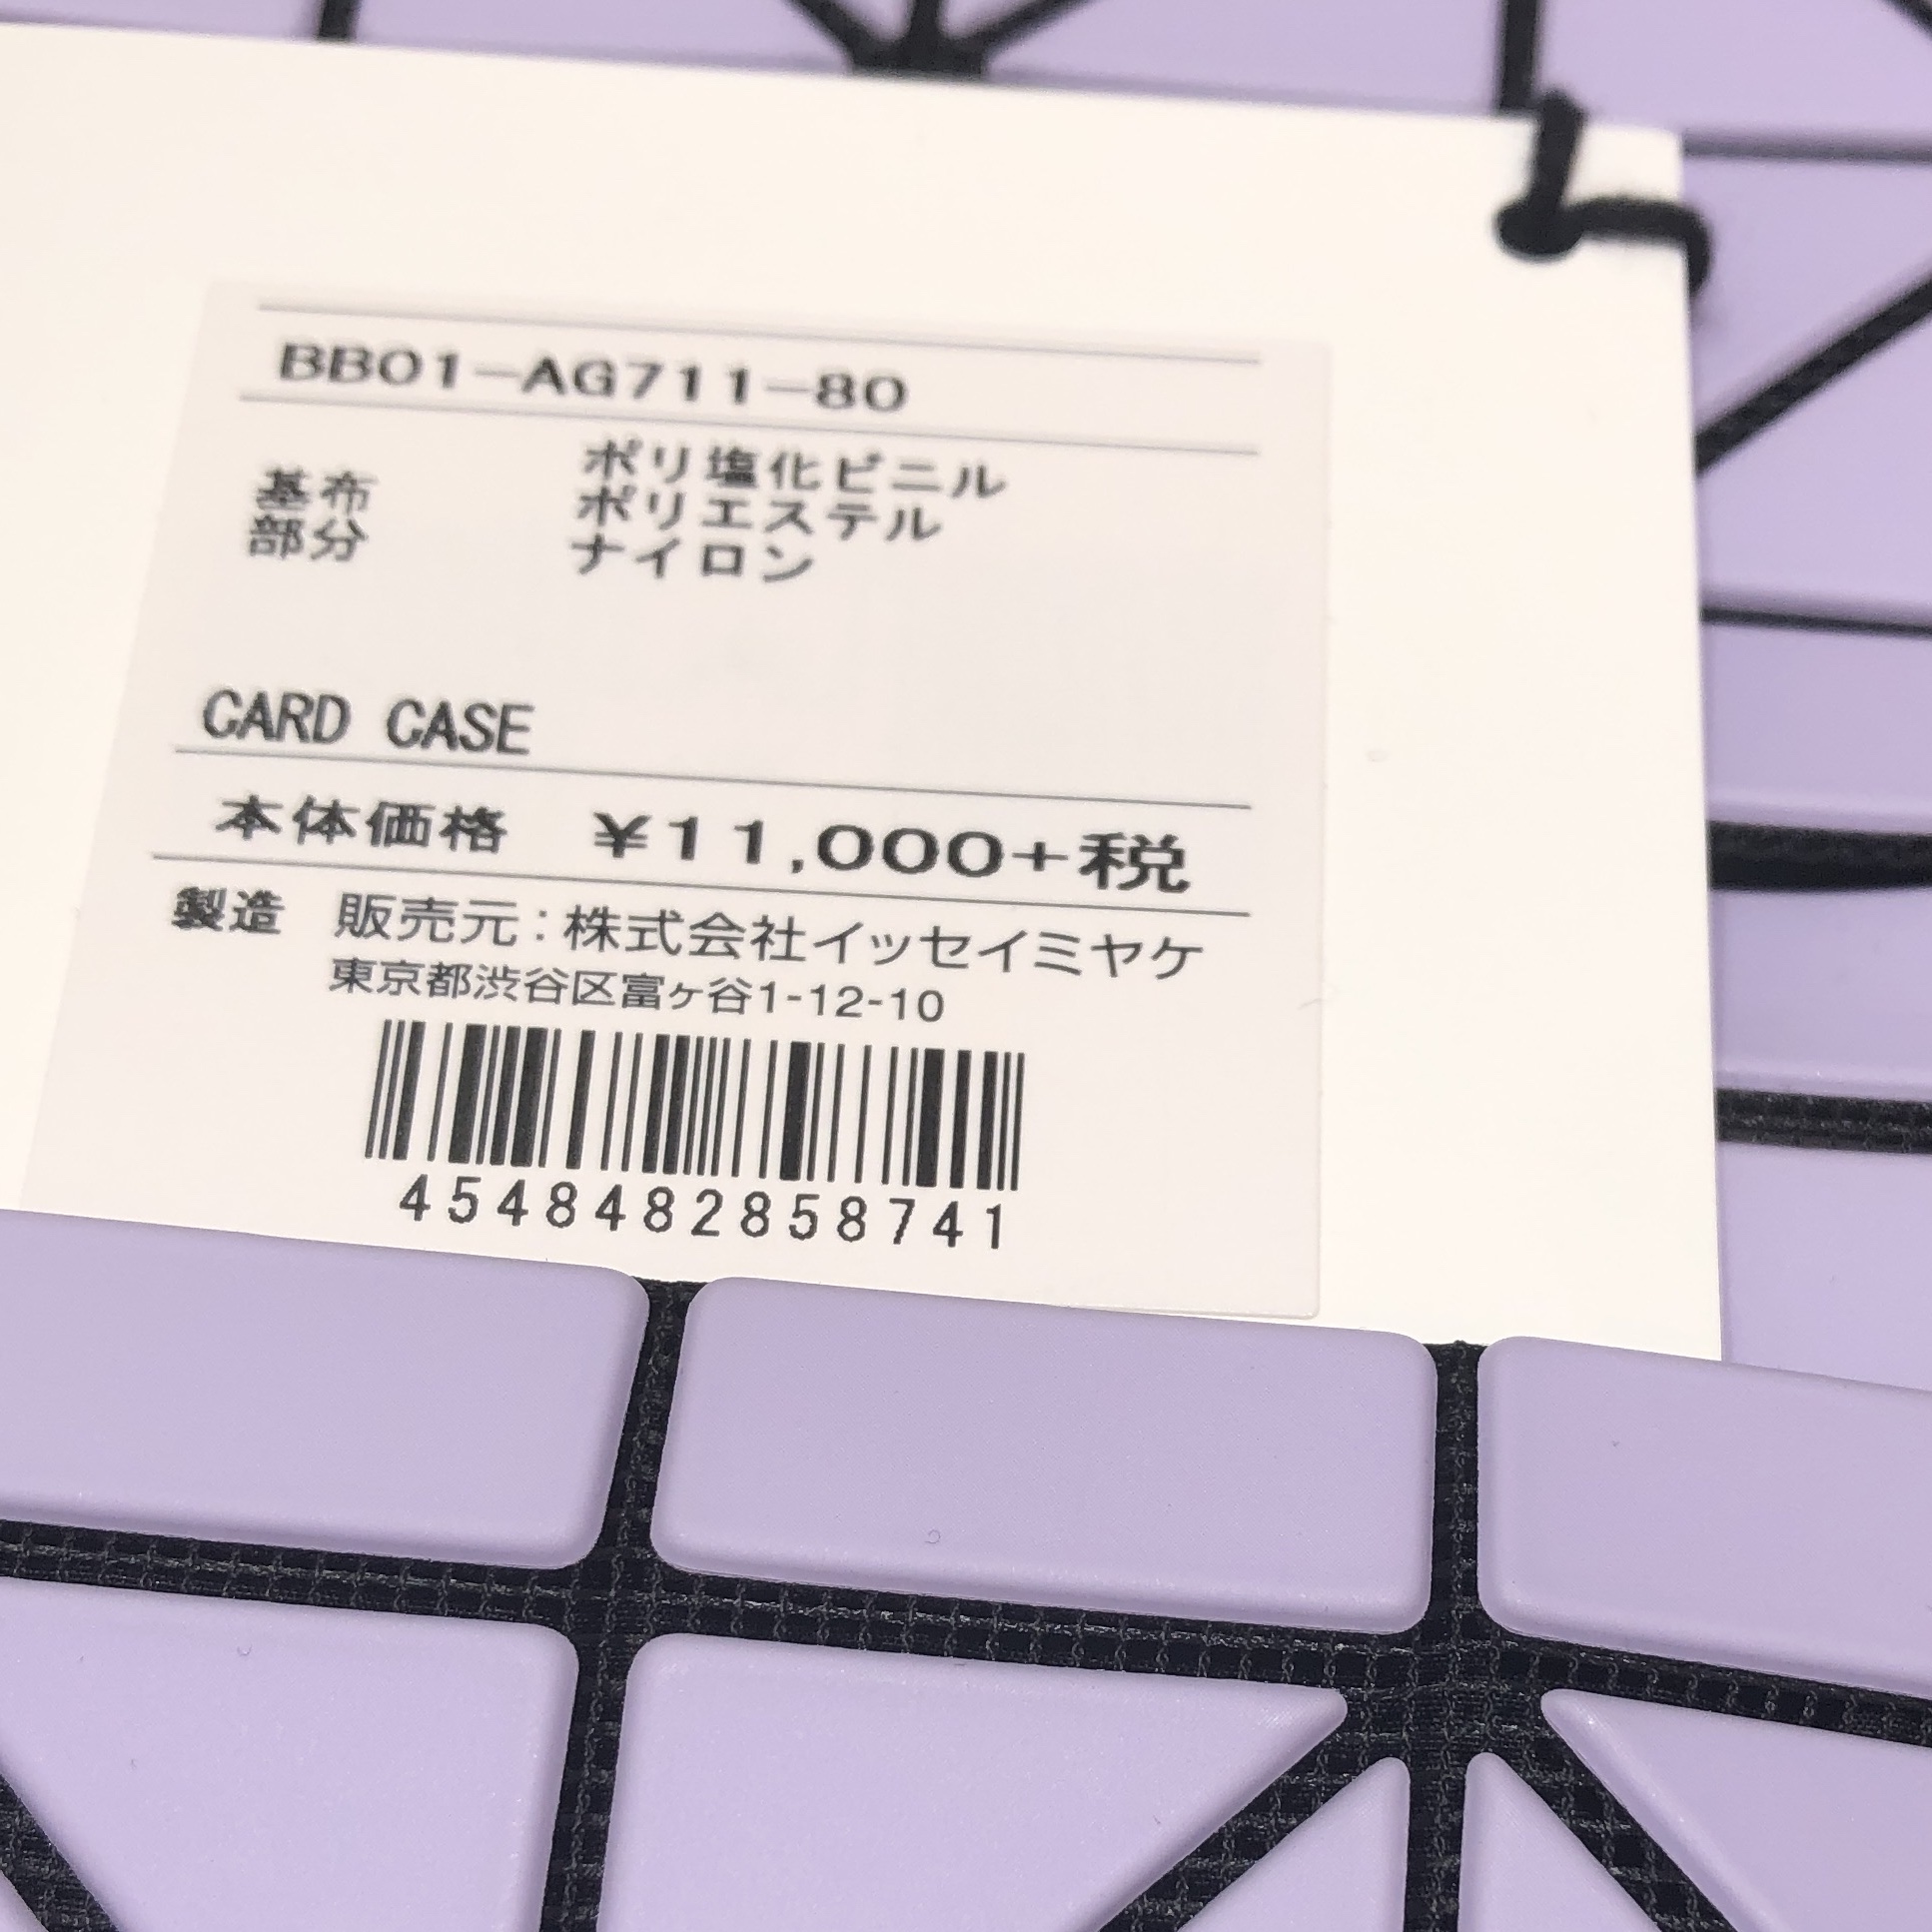 BB01-AG711-80
ポリ塩化ビニル
基布 ポリエステル
部分 ナイロン
CARD CASE
本体価格 ¥11,000+税
製造 販売元:株式会社イッセイミヤケ
東京都渋谷区富ヶ谷1-12-10
4548482858741